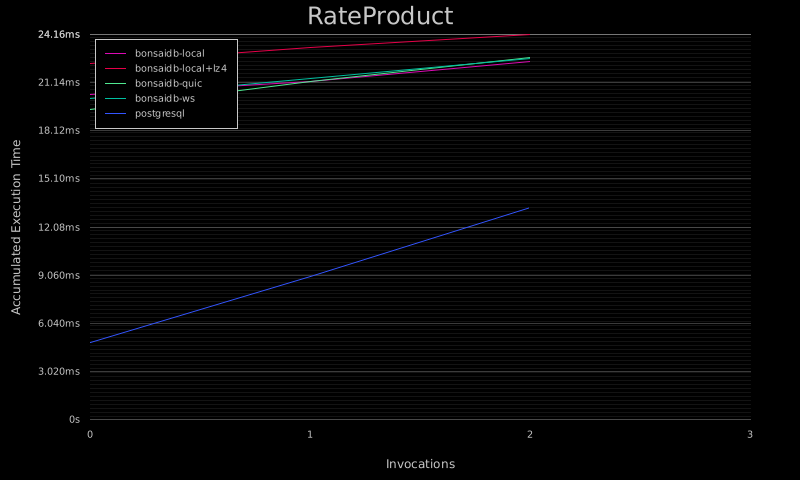 RateProduct
24.16ms
21.14ms
18.12ms
15.10ms
12.08ms
9.060ms
6.040ms
3.020ms
0s
bonsaidb-local
bonsaidb-local+lz4
bonsaidb-quic
bonsaidb-ws
postgresql
Accumulated Execution Time
0 1 2 3
Invocations